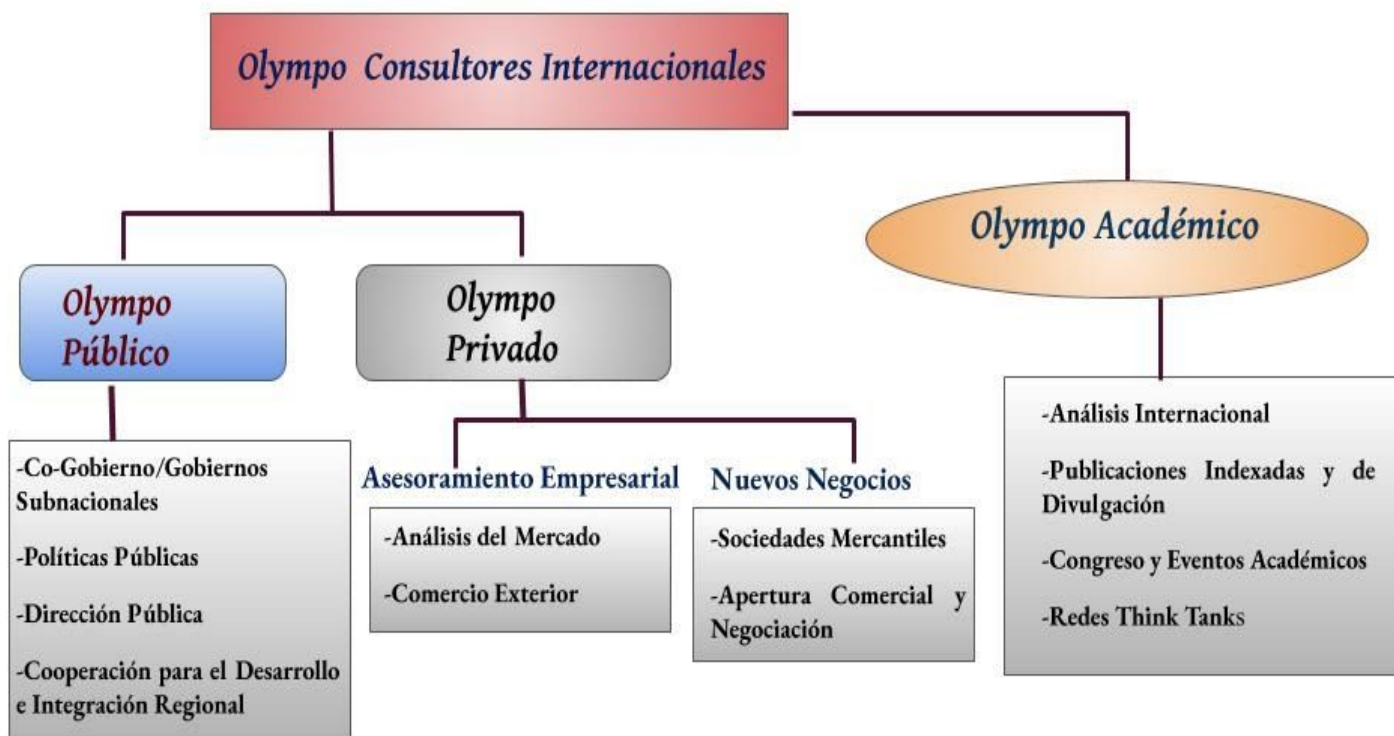 Olympo Consultores Internacionales
Olympo Académico
Olympo
Público
Olympo
Privado
-Co-Gobierno/Gobiernos
Subnacionales
-Políticas Públicas
-Dirección Pública
-Cooperación para el Desarrollo
e Integración Regional
Asesoramiento Empresarial
-Análisis del Mercado
-Comercio Exterior
Nuevos Negocios
-Sociedades Mercantiles
-Apertura Comercial y
Negociación
-Análisis Internacional
-Publicaciones Indexadas y de
Divulgación
-Congreso y Eventos Académicos
-Redes Think Tanks